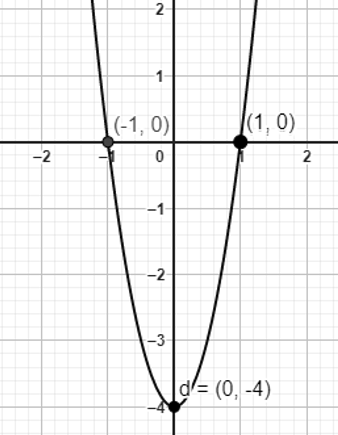 2
1
(-1, 0) (1, 0)
−2 −1 0 1 2
−1
−2
−3
d = (0, -4)
−4